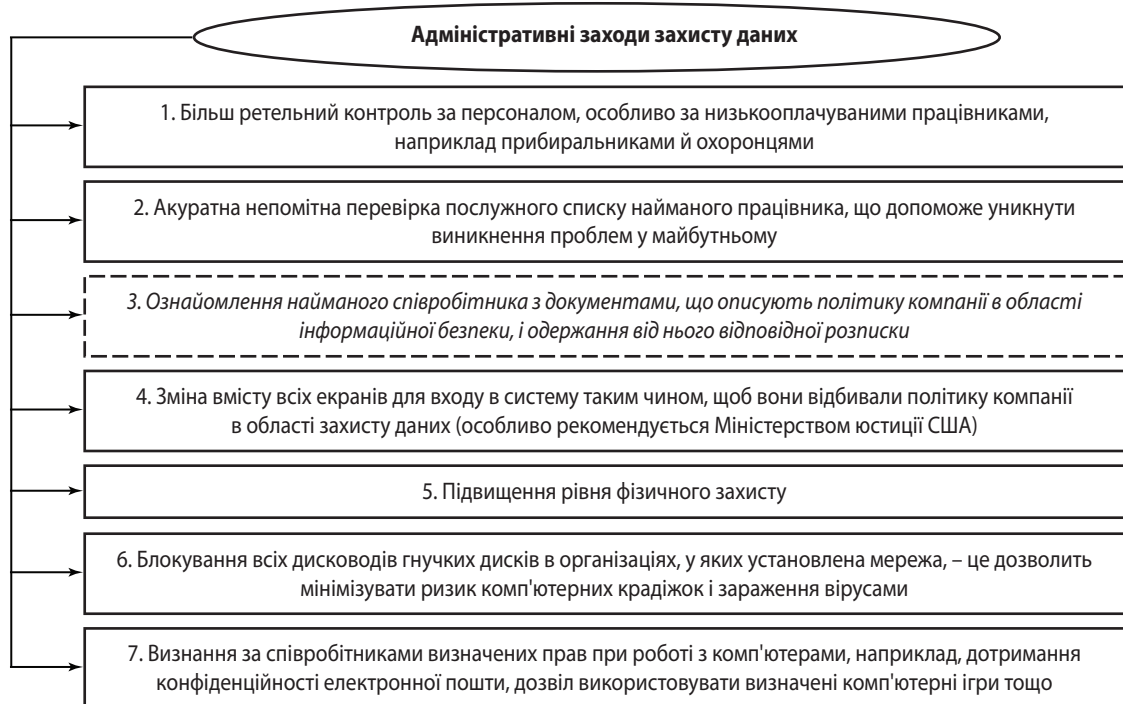 Адміністративні заходи захисту даних
1. Більш ретельний контроль за персоналом, особливо за низькооплачуваними працівниками,
наприклад прибиральниками й охоронцями
2. Акуратна непомітна перевірка послужного списку найманого працівника, що допоможе уникнути
виникнення проблем у майбутньому
3. Ознайомлення найманого співробітника з документами, що описують політику компанії в області
інформаційної безпеки, і одержання від нього відповідної розписки
4. Зміна вмісту всіх екранів для входу в систему таким чином, щоб вони відбивали політику компанії
в області захисту даних (особливо рекомендується Міністерством юстиції США)
5. Підвищення рівня фізичного захисту
6. Блокування всіх дисководів гнучких дисків в організаціях, у яких установлена мережа, – це дозволить
мінімізувати ризик комп'ютерних крадіжок і зараження вірусами
7. Визнання за співробітниками визначених прав при роботі з комп'ютерами, наприклад, дотримання
конфіденційності електронної пошти, дозвіл використовувати визначені комп'ютерні ігри тощо